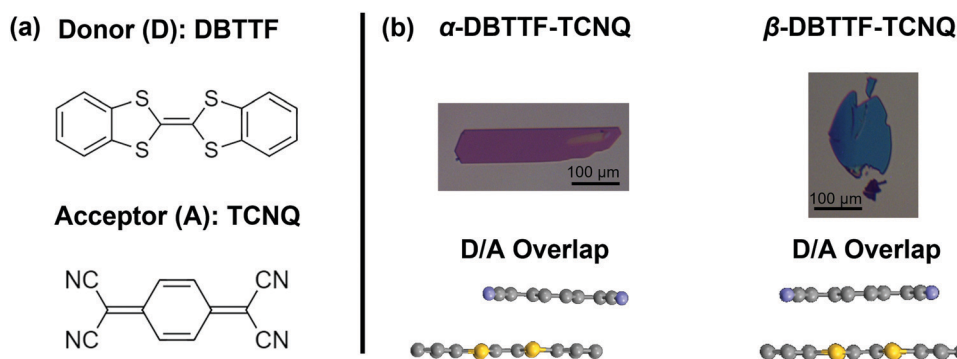 (a) Donor (D): DBTTF
S
S
S
S
Acceptor (A): TCNQ
NC
CN
NC
CN
(b) α-DBTTF-TCNQ
β-DBTTF-TCNQ
100 μm
100 μm
D/A Overlap
D/A Overlap